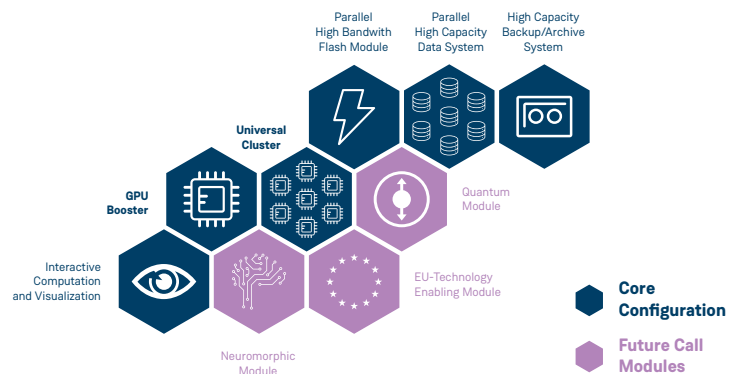 Parallel
High Bandwith
Flash Module
Parallel
High Capacity
Data System
High Capacity
Backup/Archive
System
Universal
Cluster
GPU
Booster
Quantum
Module
Interactive
Computation
and Visualization
EU-Technology
Enabling Module
Neuromorphic
Module
Core
Configuration
Future Call
Modules